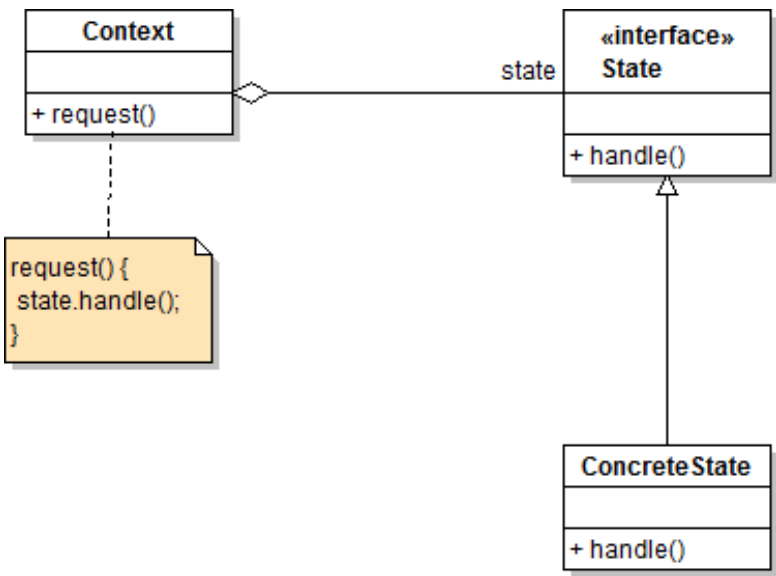 Context
+ request()
state
«interface»
State
+ handle()
request() {
state.handle();
}
ConcreteState
+ handle()